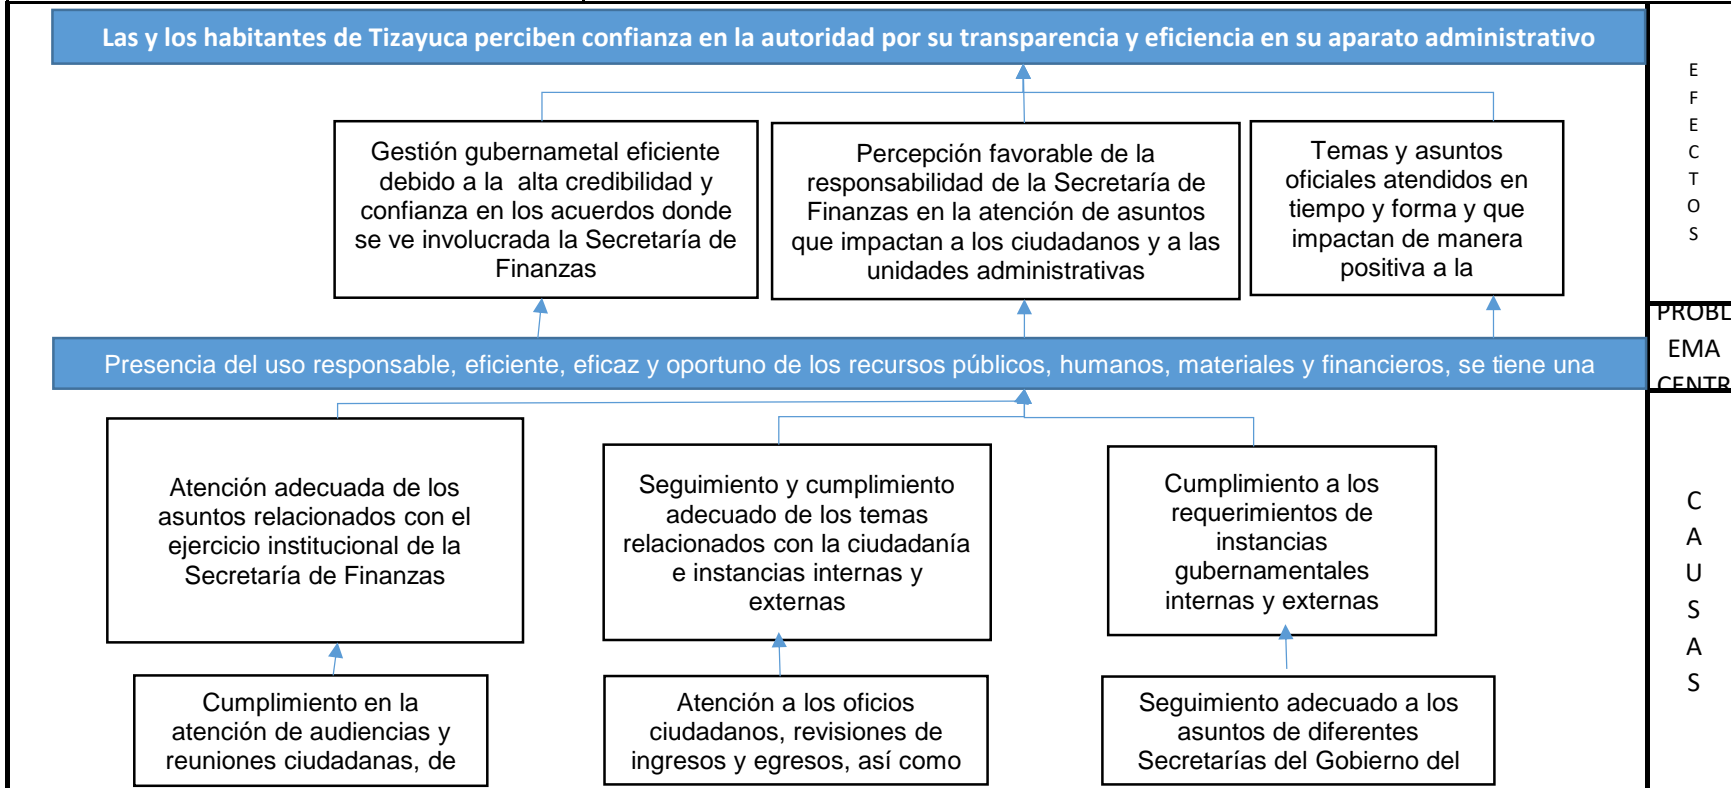 Las y los habitantes de Tizayuca perciben confianza en la autoridad por su transparencia y eficiencia en su aparato administrativo
Gestión gubernametal eficiente
debido a la alta credibilidad y
confianza en los acuerdos donde
se ve involucrada la Secretaría de
Finanzas
Percepción favorable de la
responsabilidad de la Secretaría de
Finanzas en la atención de asuntos
que impactan a los ciudadanos y a las
unidades administrativas
Temas y asuntos
oficiales atendidos en
tiempo y forma y que
impactan de manera
positiva a la
E
F
E
C
T
O
S
Presencia del uso responsable, eficiente, eficaz y oportuno de los recursos públicos, humanos, materiales y financieros, se tiene una
PROBL
EMA
CENTR
Atención adecuada de los
asuntos relacionados con el
ejercicio institucional de la
Secretaría de Finanzas
Seguimiento y cumplimiento
adecuado de los temas
relacionados con la ciudadanía
e instancias internas y
externas
Cumplimiento a los
requerimientos de
instancias
gubernamentales
internas y externas
Cumplimiento en la
atención de audiencias y
reuniones ciudadanas, de
Atención a los oficios
ciudadanos, revisiones de
ingresos y egresos, así como
Seguimiento adecuado a los
asuntos de diferentes
Secretarías del Gobierno del
C
A
U
S
A
S